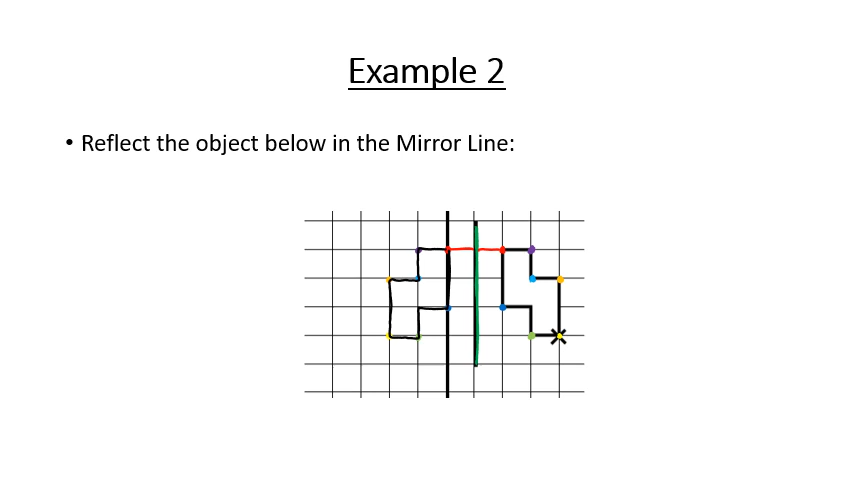 Example 2
• Reflect the object below in the Mirror Line: